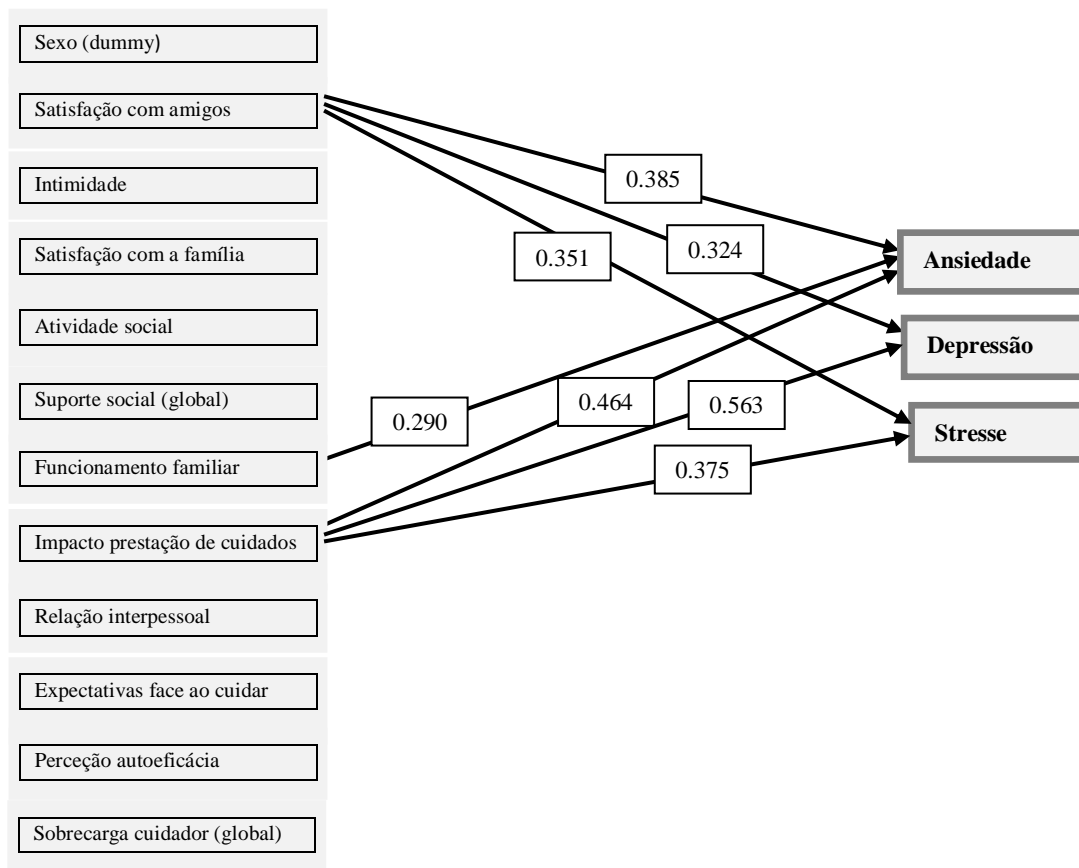 Sexo (dummy)
Satisfação com amigos
Intimidade
Satisfação com a família
Atividade social
Suporte social (global)
Funcionamento familiar
Impacto prestação de cuidados
Relação interpessoal
Expectativas face ao cuidar
Perceção autoeficácia
Sobrecarga cuidador (global)
0.385
0.324
0.351
0.290
0.464
0.563
0.375
Ansiedade
Depressão
Stresse